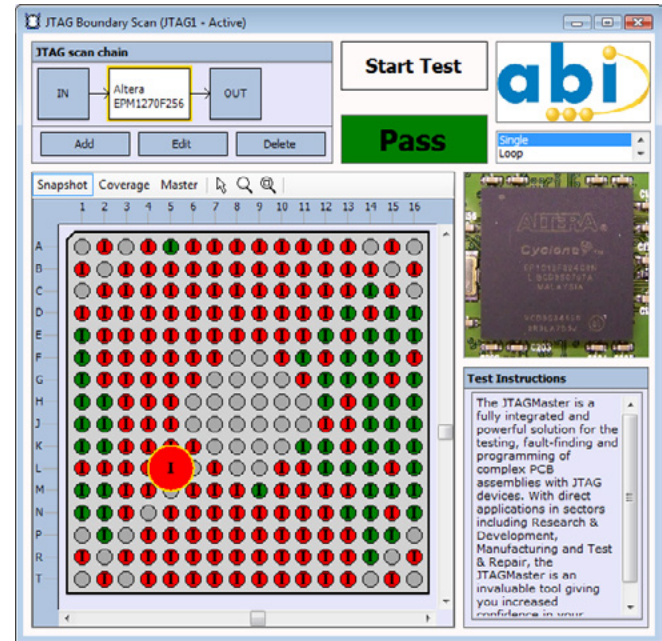 JTAG Boundary Scan (JTAG1 - Active)
JTAG scan chain
IN
Altera
EPM1270F256
OUT
Add
Edit
Delete
Start Test
Pass
abi
Single
Loop
Snapshot
Coverage
Master
1 2 3 4 5 6 7 8 9 10 11 12 13 14 15 16
A
B
C
D
E
F
G
H
J
K
L
M
N
P
R
T
I
ALTERA
Cyclone
C203
Test Instructions
The JTAGMaster is a
fully integrated and
powerful solution for the
testing, fault-finding and
programming of
complex PCB
assemblies with JTAG
devices. With direct
applications in sectors
including Research &
Development,
Manufacturing and Test
& Repair, the
JTAGMaster is an
invaluable tool giving
you increased
confidence in your